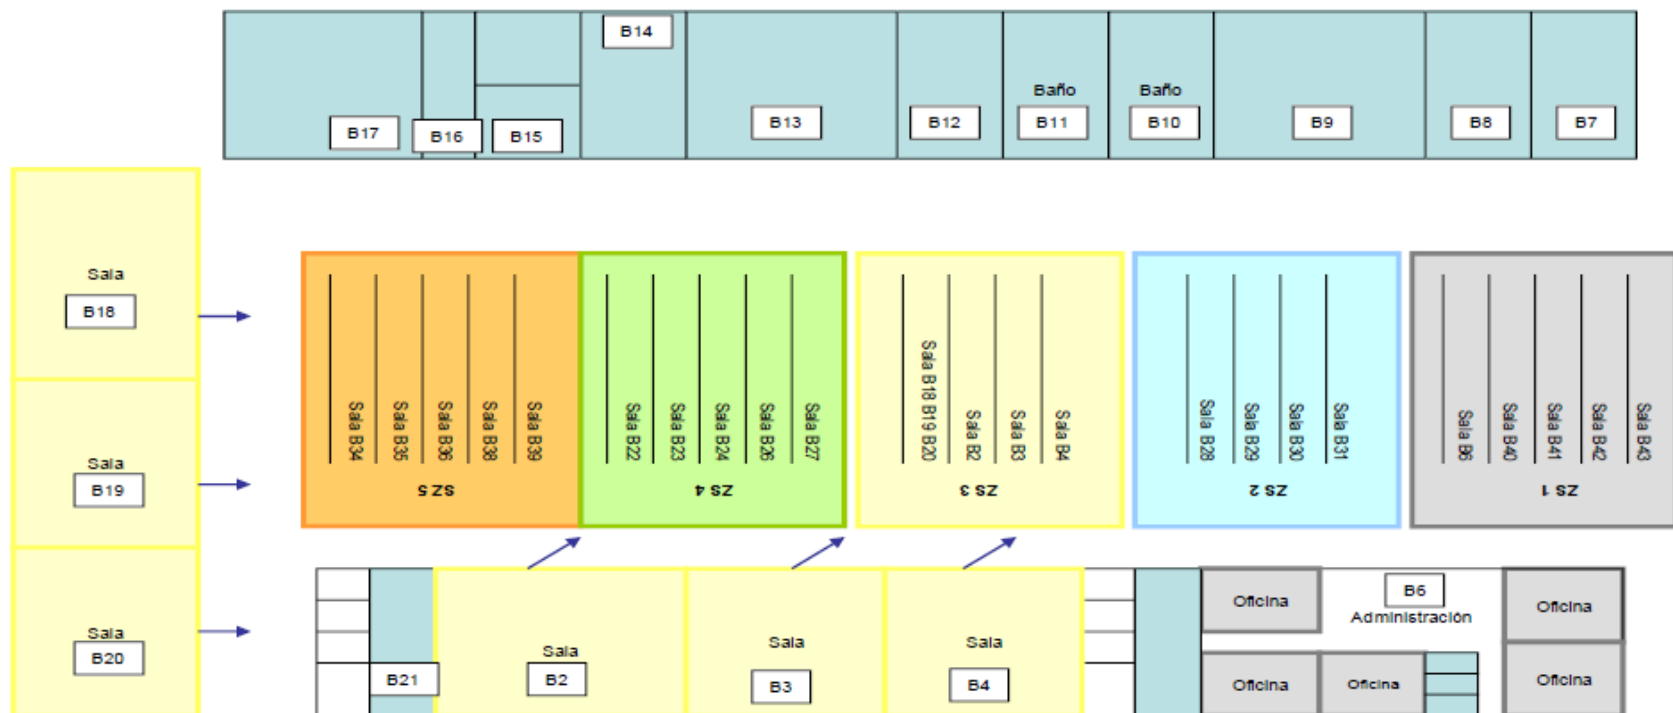 B14
Baño
Baño
B17
B16
B15
B13
B12
B11
B10
B9
B8
B7
Sala
B18
Sala
B19
Sala
B20
Sala B34
Sala B35
Sala B36
Sala B38
Sala B39
SZ 5
Sala B22
Sala B23
Sala B24
Sala B26
Sala B27
ZS 4
Sala B18 B19 B20
Sala B2
Sala B3
Sala B4
ZS 3
Sala B28
Sala B29
Sala B30
Sala B31
ZS 2
Sala B6
Sala B40
Sala B41
Sala B42
Sala B43
ZS 1
B21
Sala
B2
Sala
B3
Sala
B4
Oficina
B6
Administración
Oficina
Oficina
Oficina
Oficina